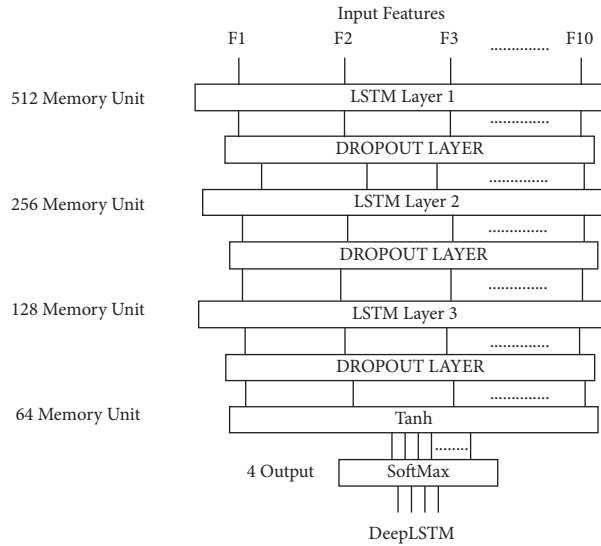 Input Features
F1 F2 F3 .............. F10
512 Memory Unit LSTM Layer 1
..............
DROPOUT LAYER
..............
256 Memory Unit LSTM Layer 2
..............
DROPOUT LAYER
..............
128 Memory Unit LSTM Layer 3
..............
DROPOUT LAYER
..............
64 Memory Unit Tanh
........
4 Output SoftMax
DeepLSTM